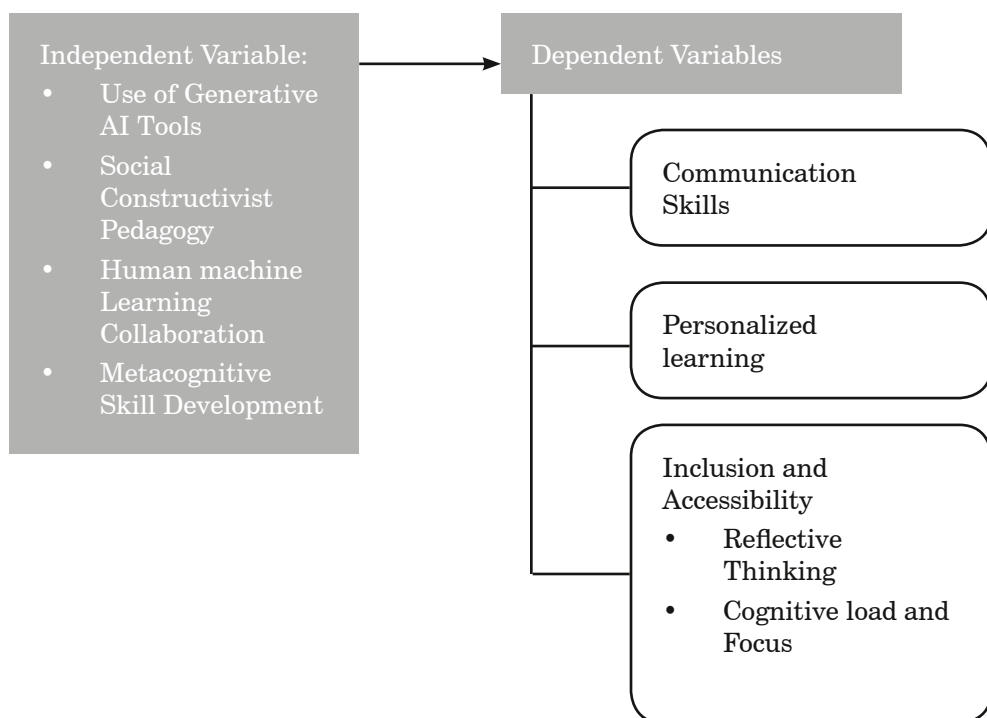 Independent Variable:
• Use of Generative
AI Tools
• Social
Constructivist
Pedagogy
• Human machine
Learning
Collaboration
• Metacognitive
Skill Development
Dependent Variables
Communication
Skills
Personalized
learning
Inclusion and
Accessibility
• Reflective
Thinking
• Cognitive load and
Focus